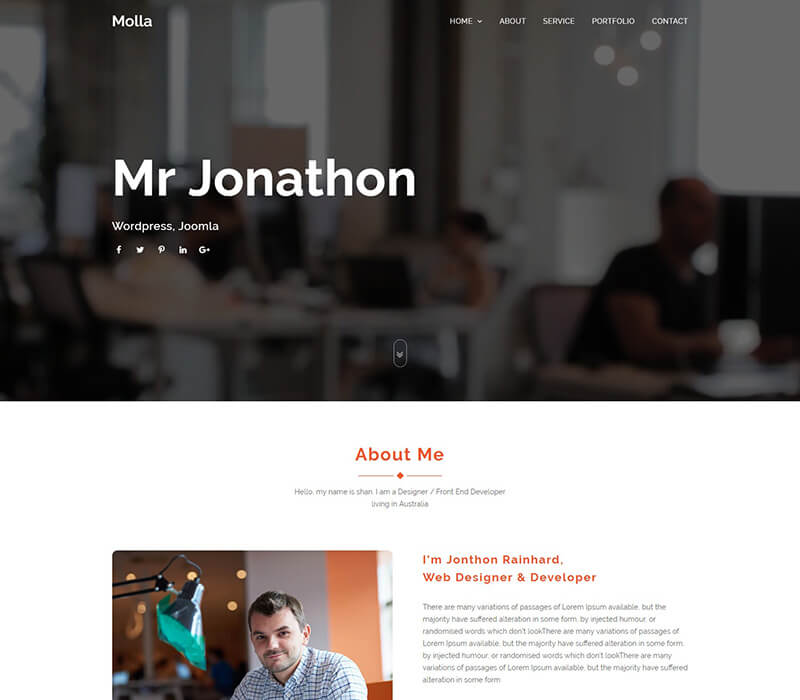 Molla
HOME ABOUT SERVICE PORTFOLIO CONTACT
Mr Jonathon
Wordpress, Joomla
About Me
Hello, my name is shan. I am a Designer / Front End Developer
living in Australia
I'm Jonthon Rainhard,
Web Designer & Developer
There are many variations of passages of Lorem Ipsum available, but the
majority have suffered alteration in some form, by injected humour, or
randomised words which don't lookThere are many variations of passages of
Lorem Ipsum available, but the majority have suffered alteration in some form,
by injected humour, or randomised words which don't lookThere are many
variations of passages of Lorem Ipsum available, but the majority have suffered
alteration in some form